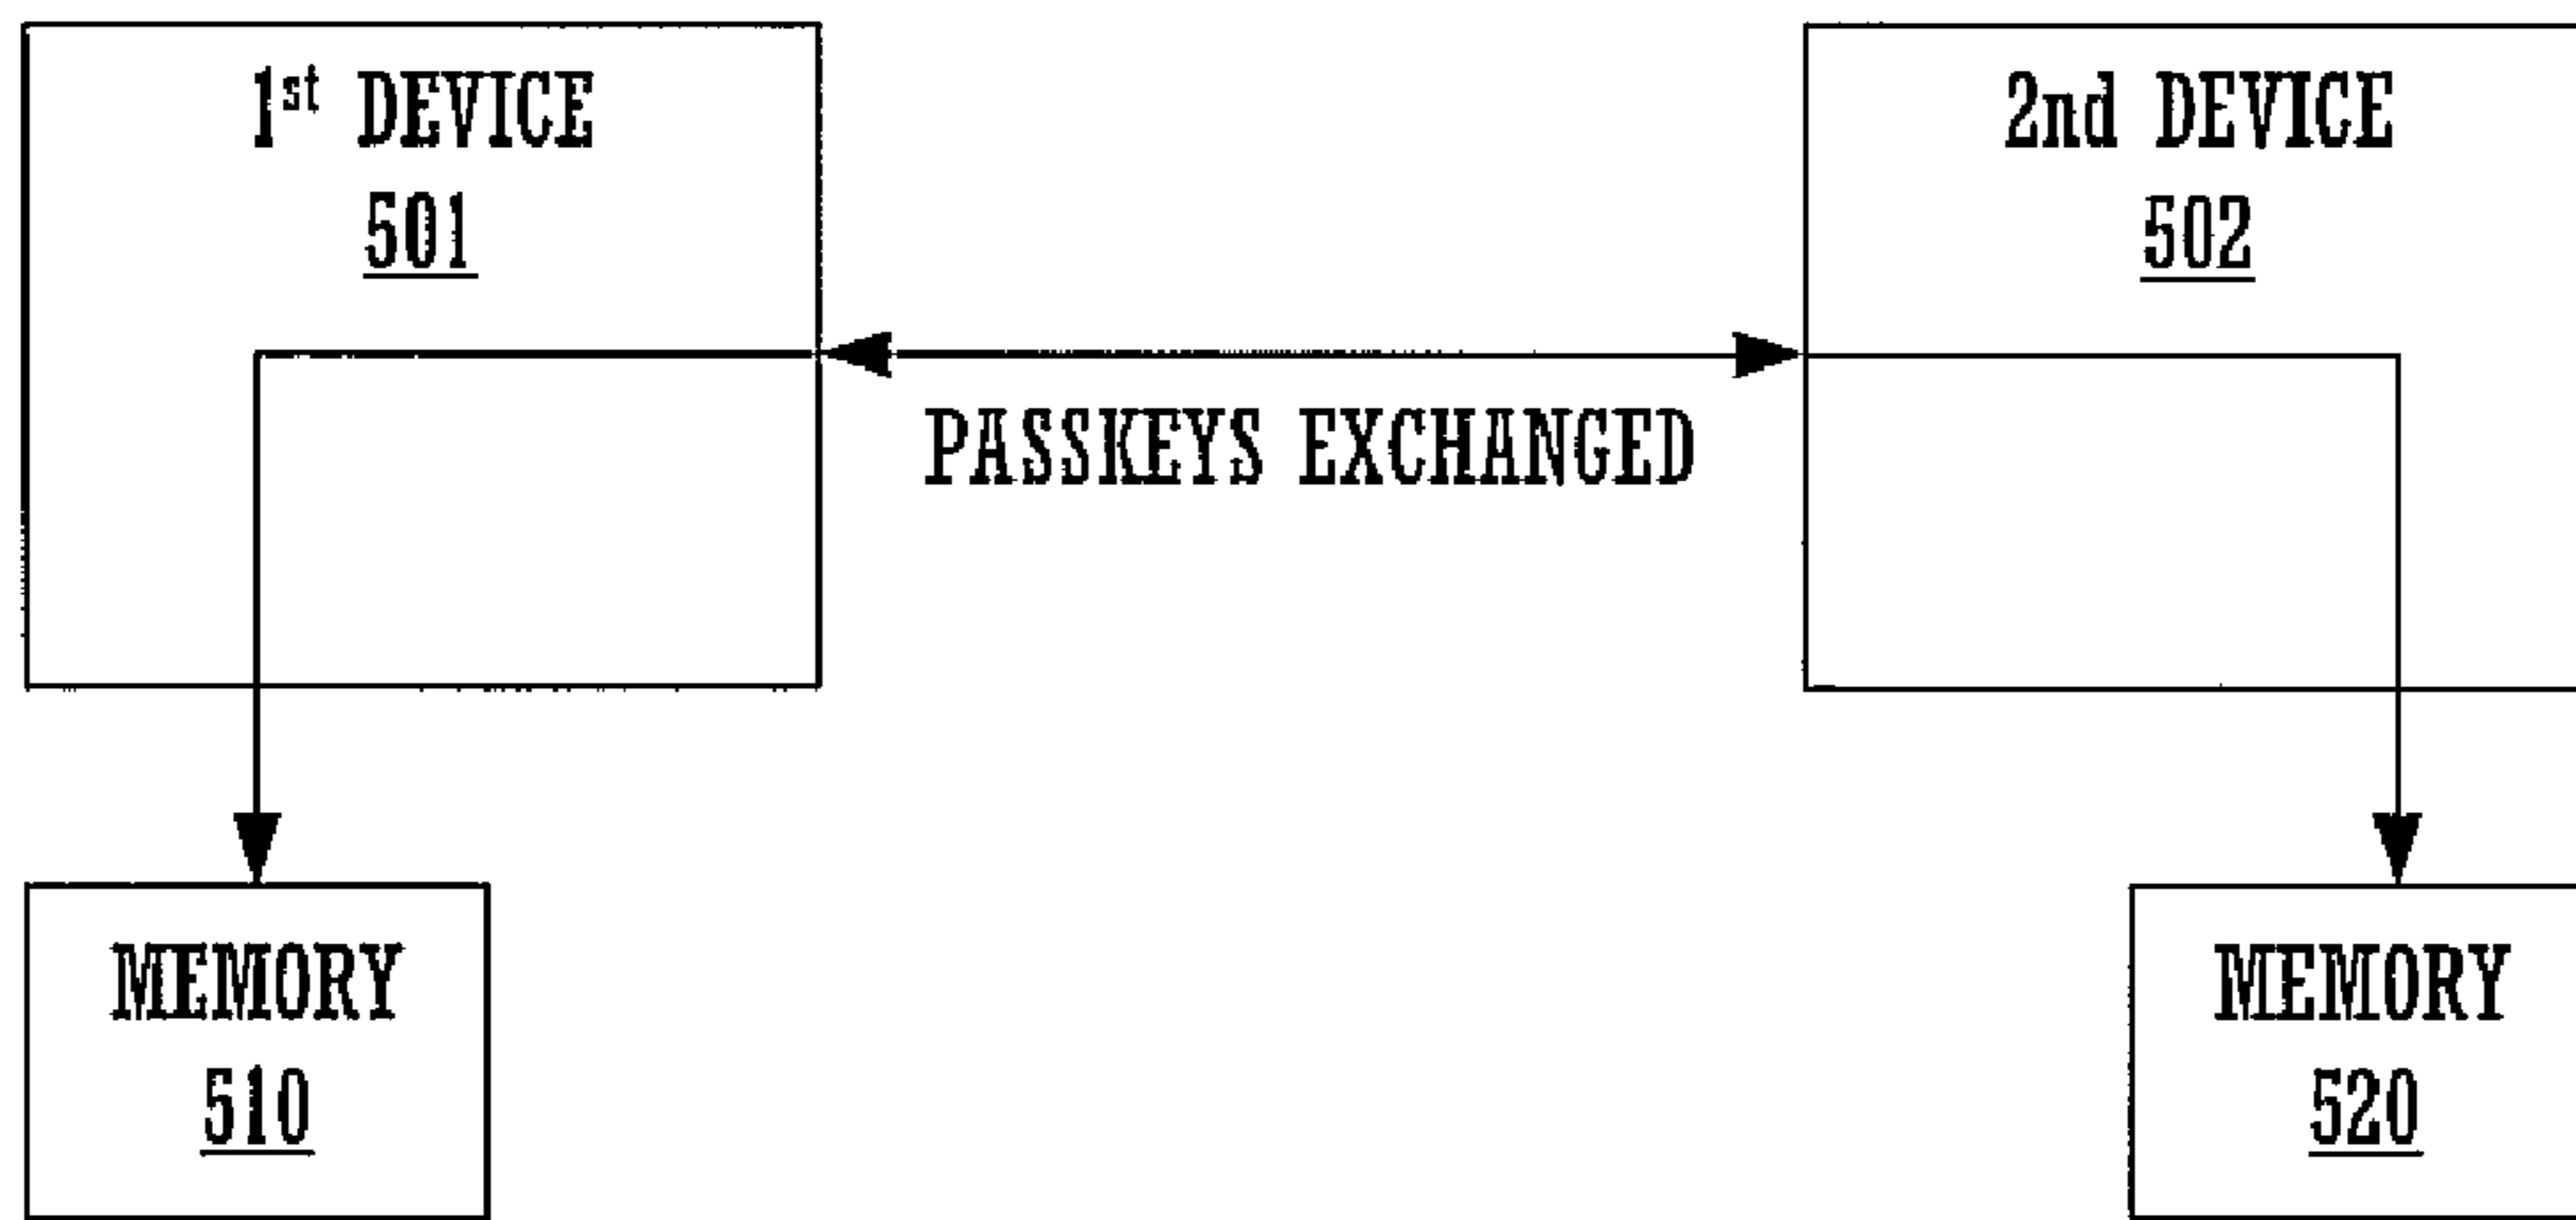 1st DEVICE
501
2nd DEVICE
502
PASSKEYS EXCHANGED
MEMORY
510
MEMORY
520